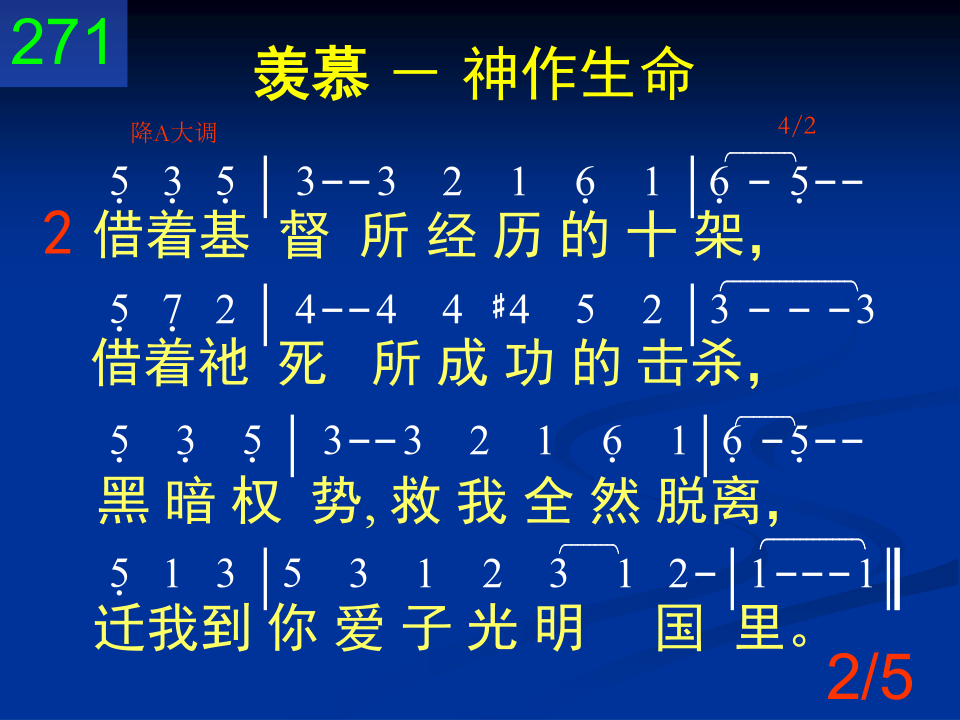 271
羡慕 － 神作生命
降A大调 4/2
5̣ 3̣ 5̣ | 3--3 2 1 6̣ 1 | 6̣ - 5̣--
2 借着基 督 所 经 历 的 十 架，
5̣ 7̣ 2 | 4--4 4 #4 5 2 | 3 - - -3
借着祂 死 所 成 功 的 击杀，
5̣ 3̣ 5̣ | 3--3 2 1 6̣ 1 | 6̣ -5̣--
黑 暗 权 势, 救 我 全 然 脱离，
5̣ 1 3 | 5 3 1 2 3 1 2- | 1---1 ‖
迁我到 你 爱 子 光 明 国 里。
2/5